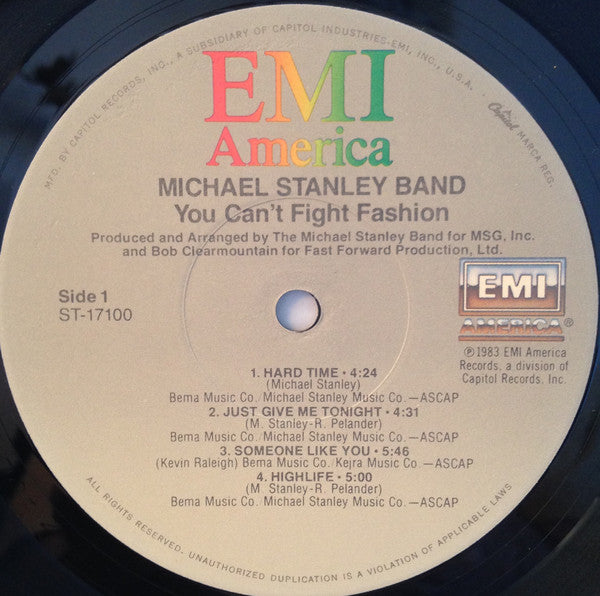 MFD. BY CAPITOL RECORDS, INC., A SUBSIDIARY OF CAPITOL INDUSTRIES-EMI, INC., U.S.A.
Capitol MARCA REG.
EMI
America
MICHAEL STANLEY BAND
You Can't Fight Fashion
Produced and Arranged by The Michael Stanley Band for MSG, Inc.
and Bob Clearmountain for Fast Forward Production, Ltd.
Side 1
ST-17100
EMI
AMERICA®
℗1983 EMI America
Records, a division of
Capitol Records, Inc.
1. HARD TIME • 4:24
(Michael Stanley)
Bema Music Co./Michael Stanley Music Co.—ASCAP
2. JUST GIVE ME TONIGHT • 4:31
(M. Stanley-R. Pelander)
Bema Music Co./Michael Stanley Music Co.—ASCAP
3. SOMEONE LIKE YOU • 5:46
(Kevin Raleigh) Bema Music Co./Kejra Music Co.—ASCAP
4. HIGHLIFE • 5:00
(M. Stanley-R. Pelander)
Bema Music Co./Michael Stanley Music Co.—ASCAP
ALL RIGHTS RESERVED- UNAUTHORIZED DUPLICATION IS A VIOLATION OF APPLICABLE LAWS